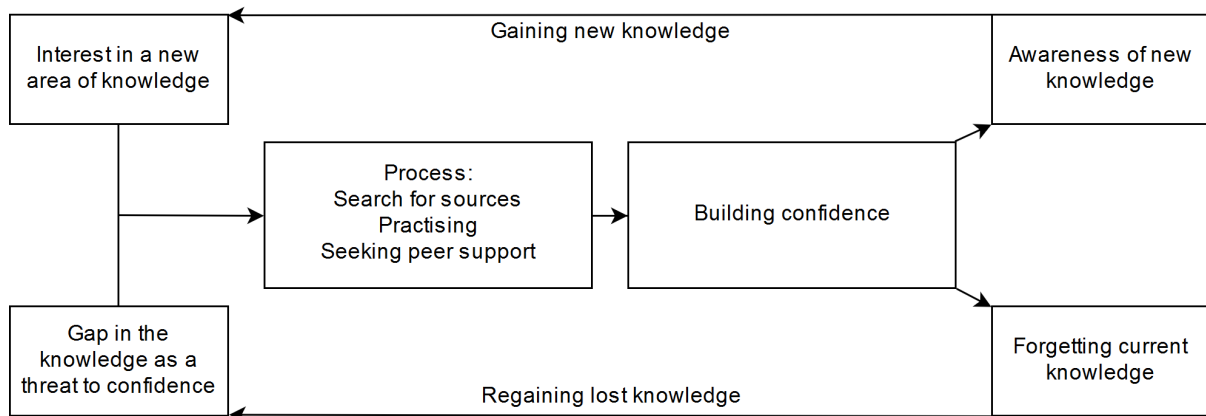 Gaining new knowledge
Interest in a new
area of knowledge
Awareness of new
knowledge
Process:
Search for sources
Practising
Seeking peer support
Building confidence
Gap in the
knowledge as a
threat to confidence
Forgetting current
knowledge
Regaining lost knowledge